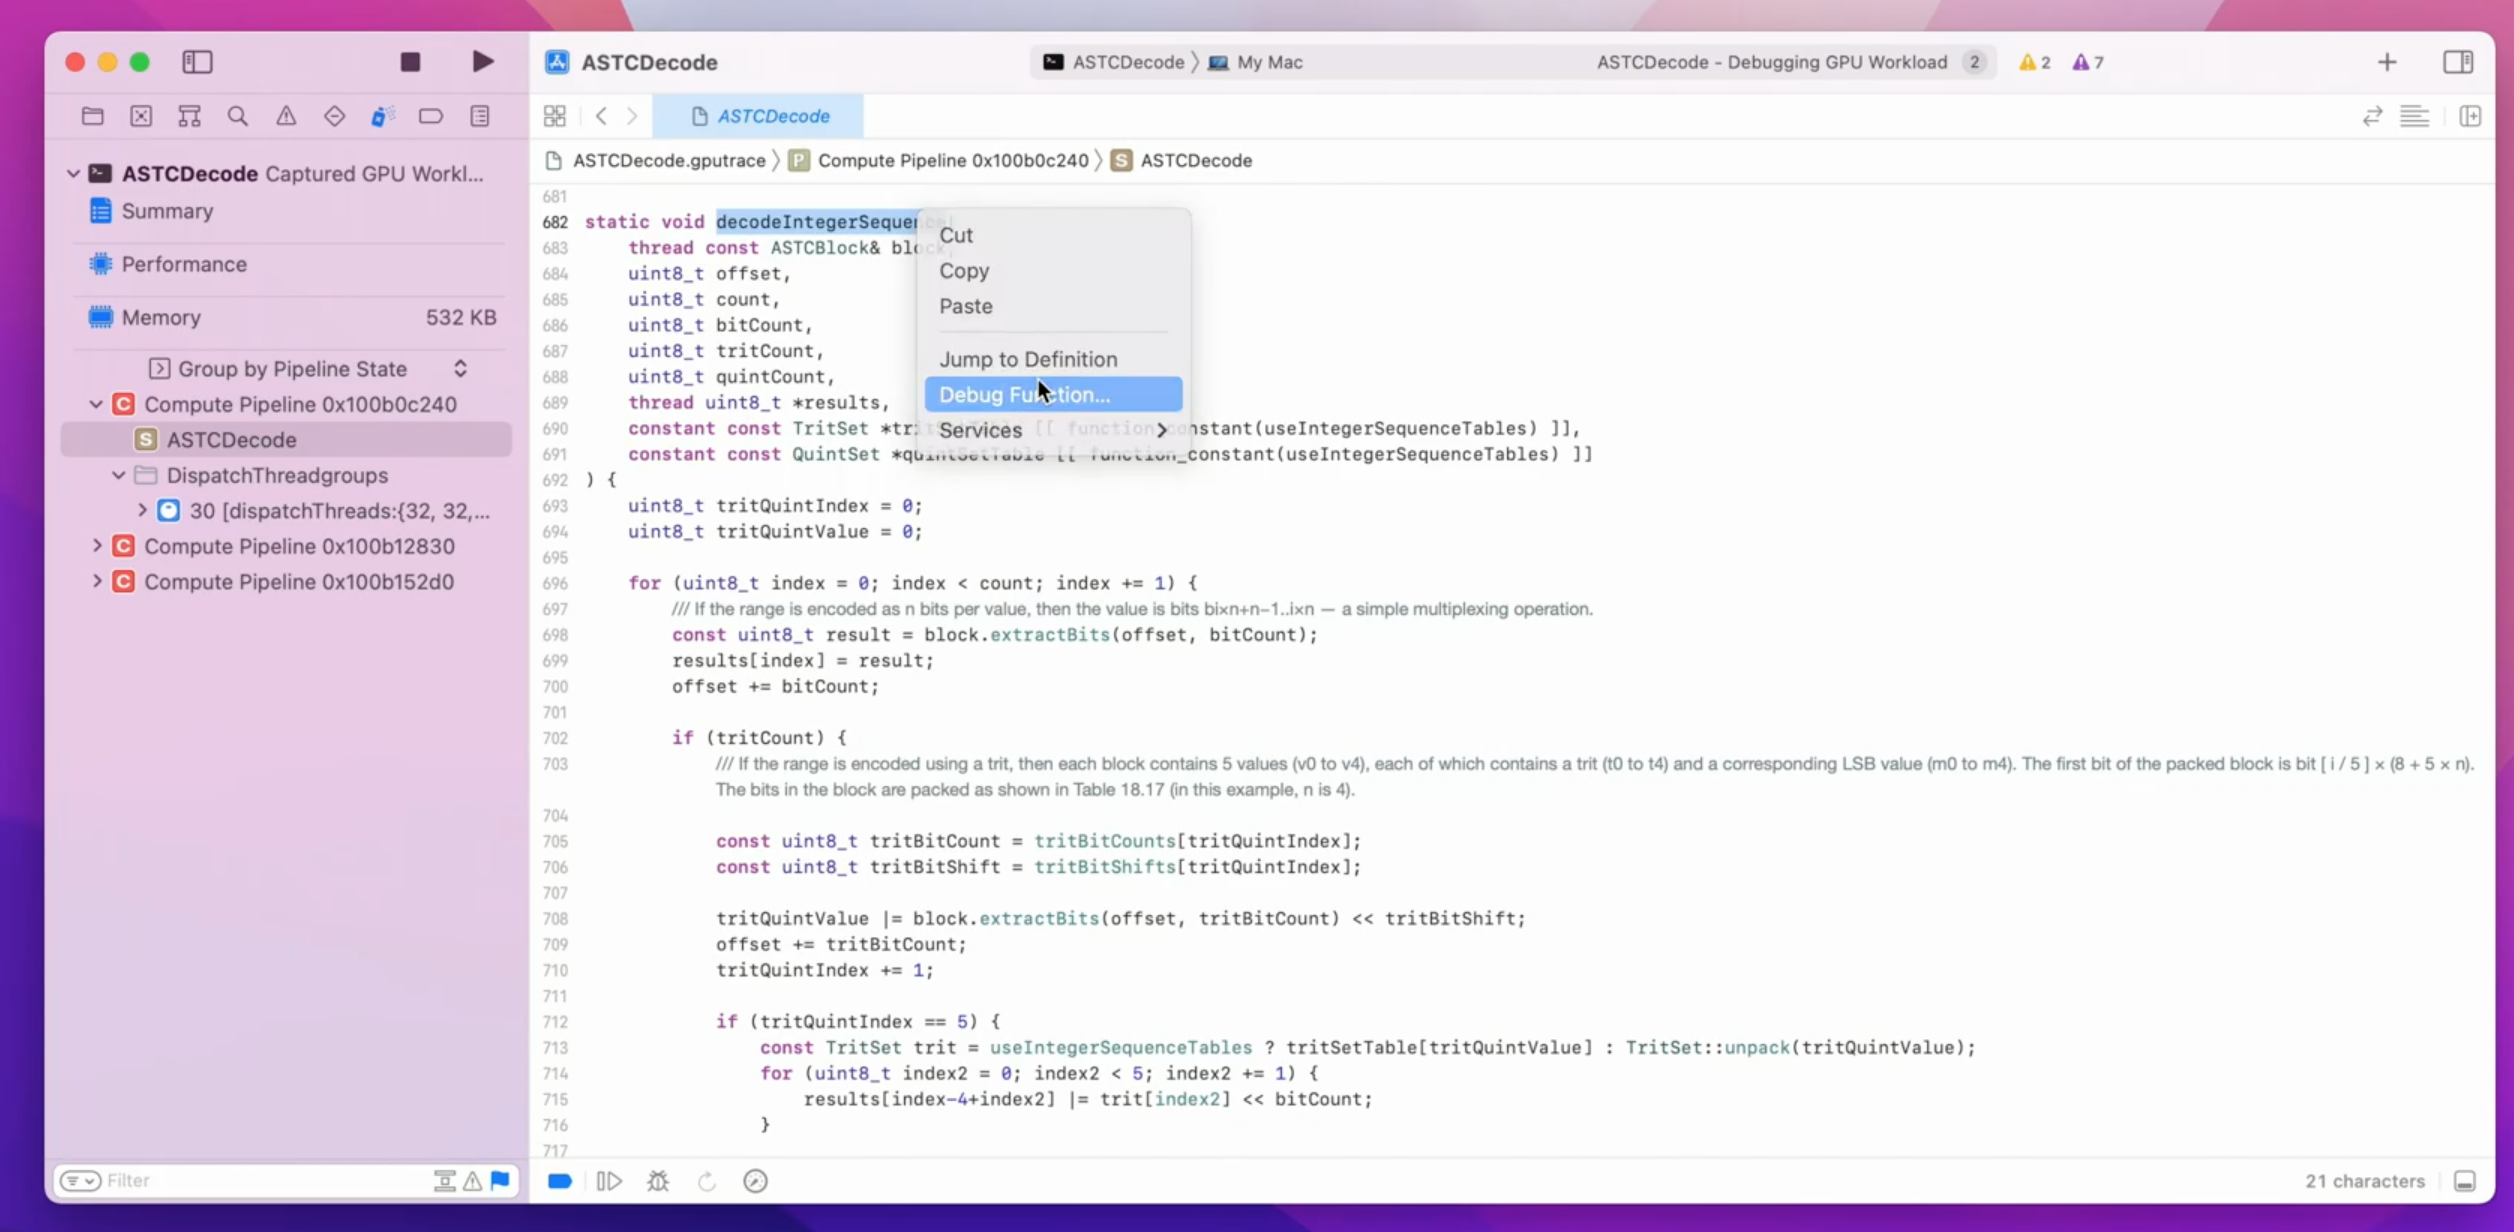 ASTCDecode
ASTCDecode
My Mac
ASTCDecode – Debugging GPU Workload
2
2
7
ASTCDecode
ASTCDecode Captured GPU Workl...
Summary
Performance
Memory 532 KB
Group by Pipeline State
C Compute Pipeline 0x100b0c240
S ASTCDecode
DispatchThreadgroups
30 [dispatchThreads:{32, 32,...
C Compute Pipeline 0x100b12830
C Compute Pipeline 0x100b152d0
Filter
ASTCDecode.gputrace
P Compute Pipeline 0x100b0c240
S ASTCDecode
681
682 static void decodeIntegerSequence(
683 thread const ASTCBlock& block,
684 uint8_t offset,
685 uint8_t count,
686 uint8_t bitCount,
687 uint8_t tritCount,
688 uint8_t quintCount,
689 thread uint8_t *results,
690 constant const TritSet *tritSetTable [[ function_constant(useIntegerSequenceTables) ]],
691 constant const QuintSet *quintSetTable [[ function_constant(useIntegerSequenceTables) ]]
692 ) {
693 uint8_t tritQuintIndex = 0;
694 uint8_t tritQuintValue = 0;
695
696 for (uint8_t index = 0; index < count; index += 1) {
697 /// If the range is encoded as n bits per value, then the value is bits bi×n+n−1..i×n — a simple multiplexing operation.
698 const uint8_t result = block.extractBits(offset, bitCount);
699 results[index] = result;
700 offset += bitCount;
701
702 if (tritCount) {
703 /// If the range is encoded using a trit, then each block contains 5 values (v0 to v4), each of which contains a trit (t0 to t4) and a corresponding LSB value (m0 to m4). The first bit of the packed block is bit [ i / 5 ] × (8 + 5 × n).
The bits in the block are packed as shown in Table 18.17 (in this example, n is 4).
704
705 const uint8_t tritBitCount = tritBitCounts[tritQuintIndex];
706 const uint8_t tritBitShift = tritBitShifts[tritQuintIndex];
707
708 tritQuintValue |= block.extractBits(offset, tritBitCount) << tritBitShift;
709 offset += tritBitCount;
710 tritQuintIndex += 1;
711
712 if (tritQuintIndex == 5) {
713 const TritSet trit = useIntegerSequenceTables ? tritSetTable[tritQuintValue] : TritSet::unpack(tritQuintValue);
714 for (uint8_t index2 = 0; index2 < 5; index2 += 1) {
715 results[index-4+index2] |= trit[index2] << bitCount;
716 }
717
Cut
Copy
Paste
Jump to Definition
Debug Function...
Services
21 characters